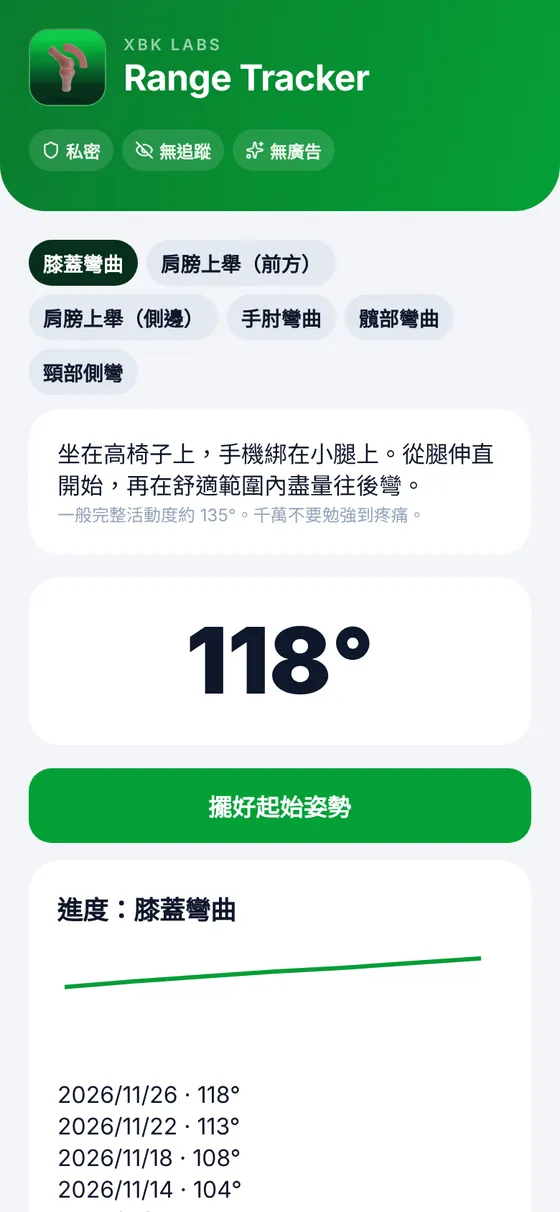 XBK LABS
Range Tracker
私密
無追蹤
無廣告
膝蓋彎曲
肩膀上舉（前方）
肩膀上舉（側邊）
手肘彎曲
髖部彎曲
頸部側彎
坐在高椅子上，手機綁在小腿上。從腿伸直
開始，再在舒適範圍內盡量往後彎。
一般完整活動度約 135°。千萬不要勉強到疼痛。
118°
擺好起始姿勢
進度：膝蓋彎曲
2026/11/26 · 118°
2026/11/22 · 113°
2026/11/18 · 108°
2026/11/14 · 104°